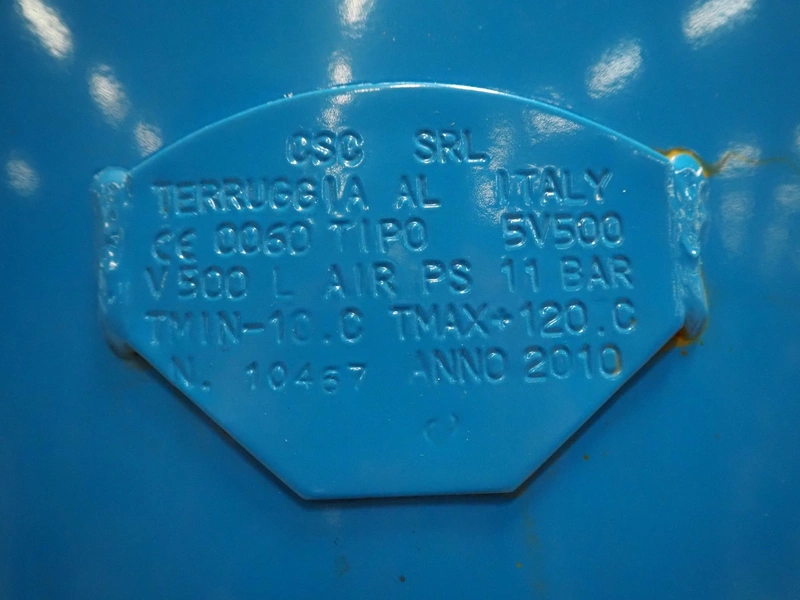 CSC SRL
TERRUGGIA AL ITALY
CE 0060 TIPO 5V500
V500 L AIR PS 11 BAR
TMIN-10.C TMAX+120.C
N. 10467 ANNO 2010